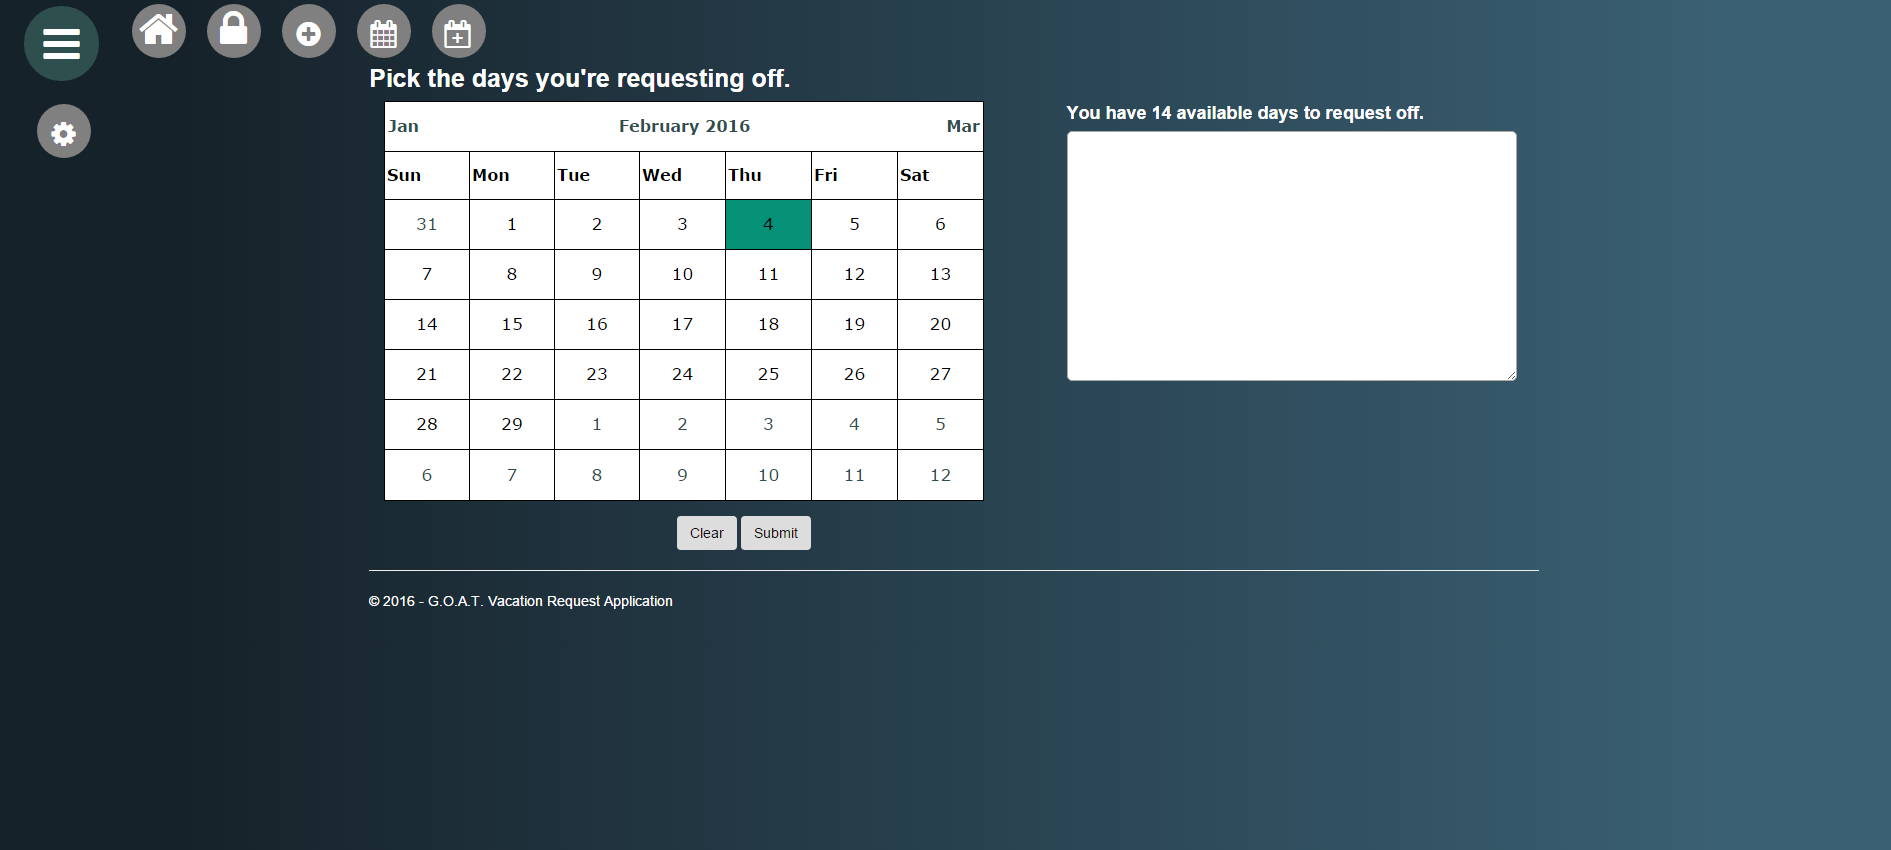 Pick the days you're requesting off.
Jan February 2016 Mar
Sun Mon Tue Wed Thu Fri Sat
31 1 2 3 4 5 6
7 8 9 10 11 12 13
14 15 16 17 18 19 20
21 22 23 24 25 26 27
28 29 1 2 3 4 5
6 7 8 9 10 11 12
You have 14 available days to request off.
Clear Submit
© 2016 - G.O.A.T. Vacation Request Application